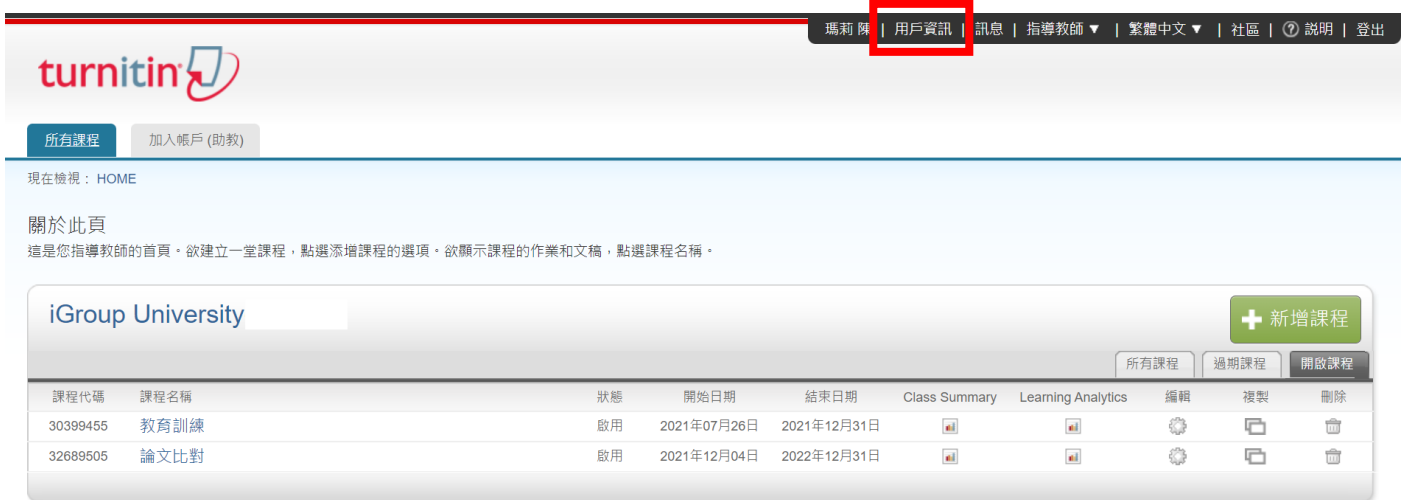 瑪莉 陳 | 用戶資訊 | 訊息 | 指導教師 ▼ | 繁體中文 ▼ | 社區 | ? 説明 | 登出
turnitin
所有課程 加入帳戶 (助教)
現在檢視： HOME
關於此頁
這是您指導教師的首頁。欲建立一堂課程，點選添增課程的選項。欲顯示課程的作業和文稿，點選課程名稱。
iGroup University 新增課程
所有課程 過期課程 開啟課程
課程代碼 課程名稱 狀態 開始日期 結束日期 Class Summary Learning Analytics 編輯 複製 刪除
30399455 教育訓練 啟用 2021年07月26日 2021年12月31日
32689505 論文比對 啟用 2021年12月04日 2022年12月31日